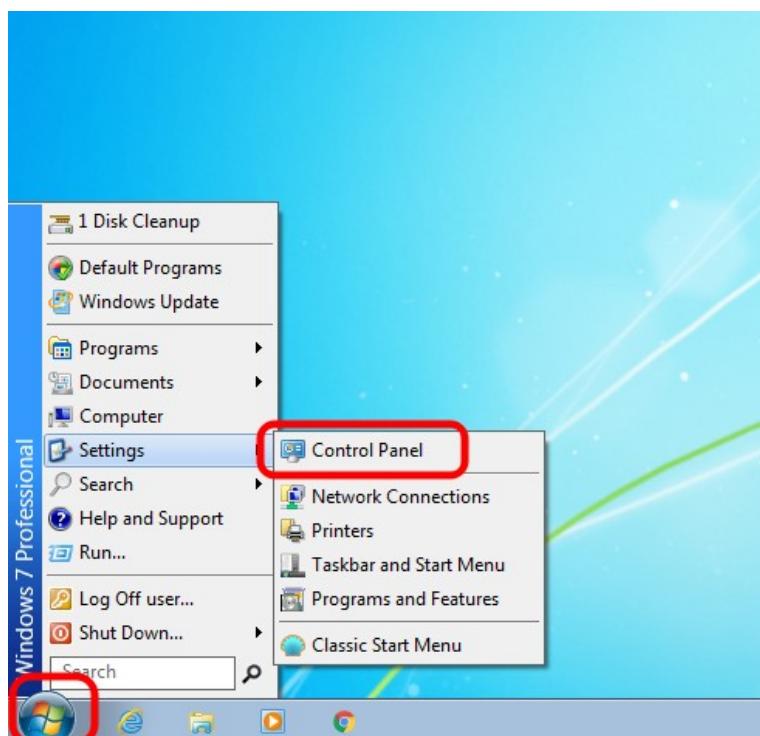 1 Disk Cleanup
Default Programs
Windows Update
Programs
Documents
Computer
Settings
Search
Help and Support
Run...
Log Off user...
Shut Down...
Search
Windows 7 Professional
Control Panel
Network Connections
Printers
Taskbar and Start Menu
Programs and Features
Classic Start Menu